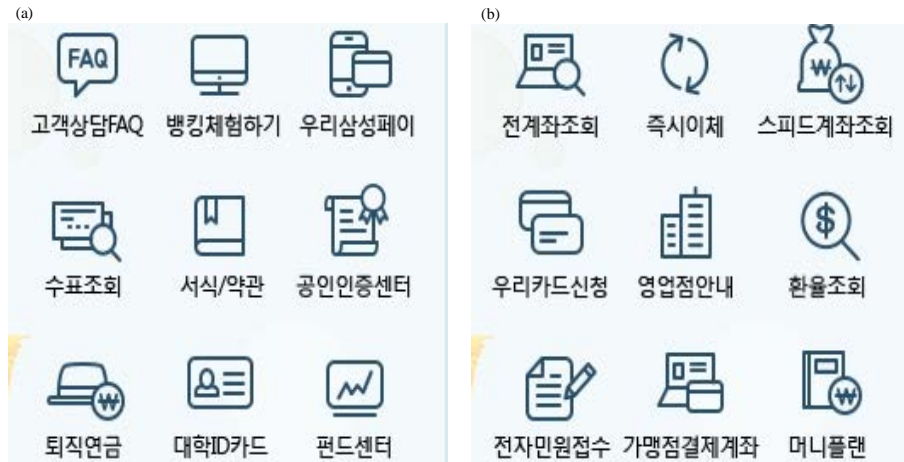 (a)
(b)
FAQ
고객상담FAQ 뱅킹체험하기 우리삼성페이
₩
전계좌조회 즉시이체 스피드계좌조회
수표조회 서식/약관 공인인증센터
$
우리카드신청 영업점안내 환율조회
₩
퇴직연금 대학ID카드 펀드센터
₩
전자민원접수 가맹점결제계좌 머니플랜